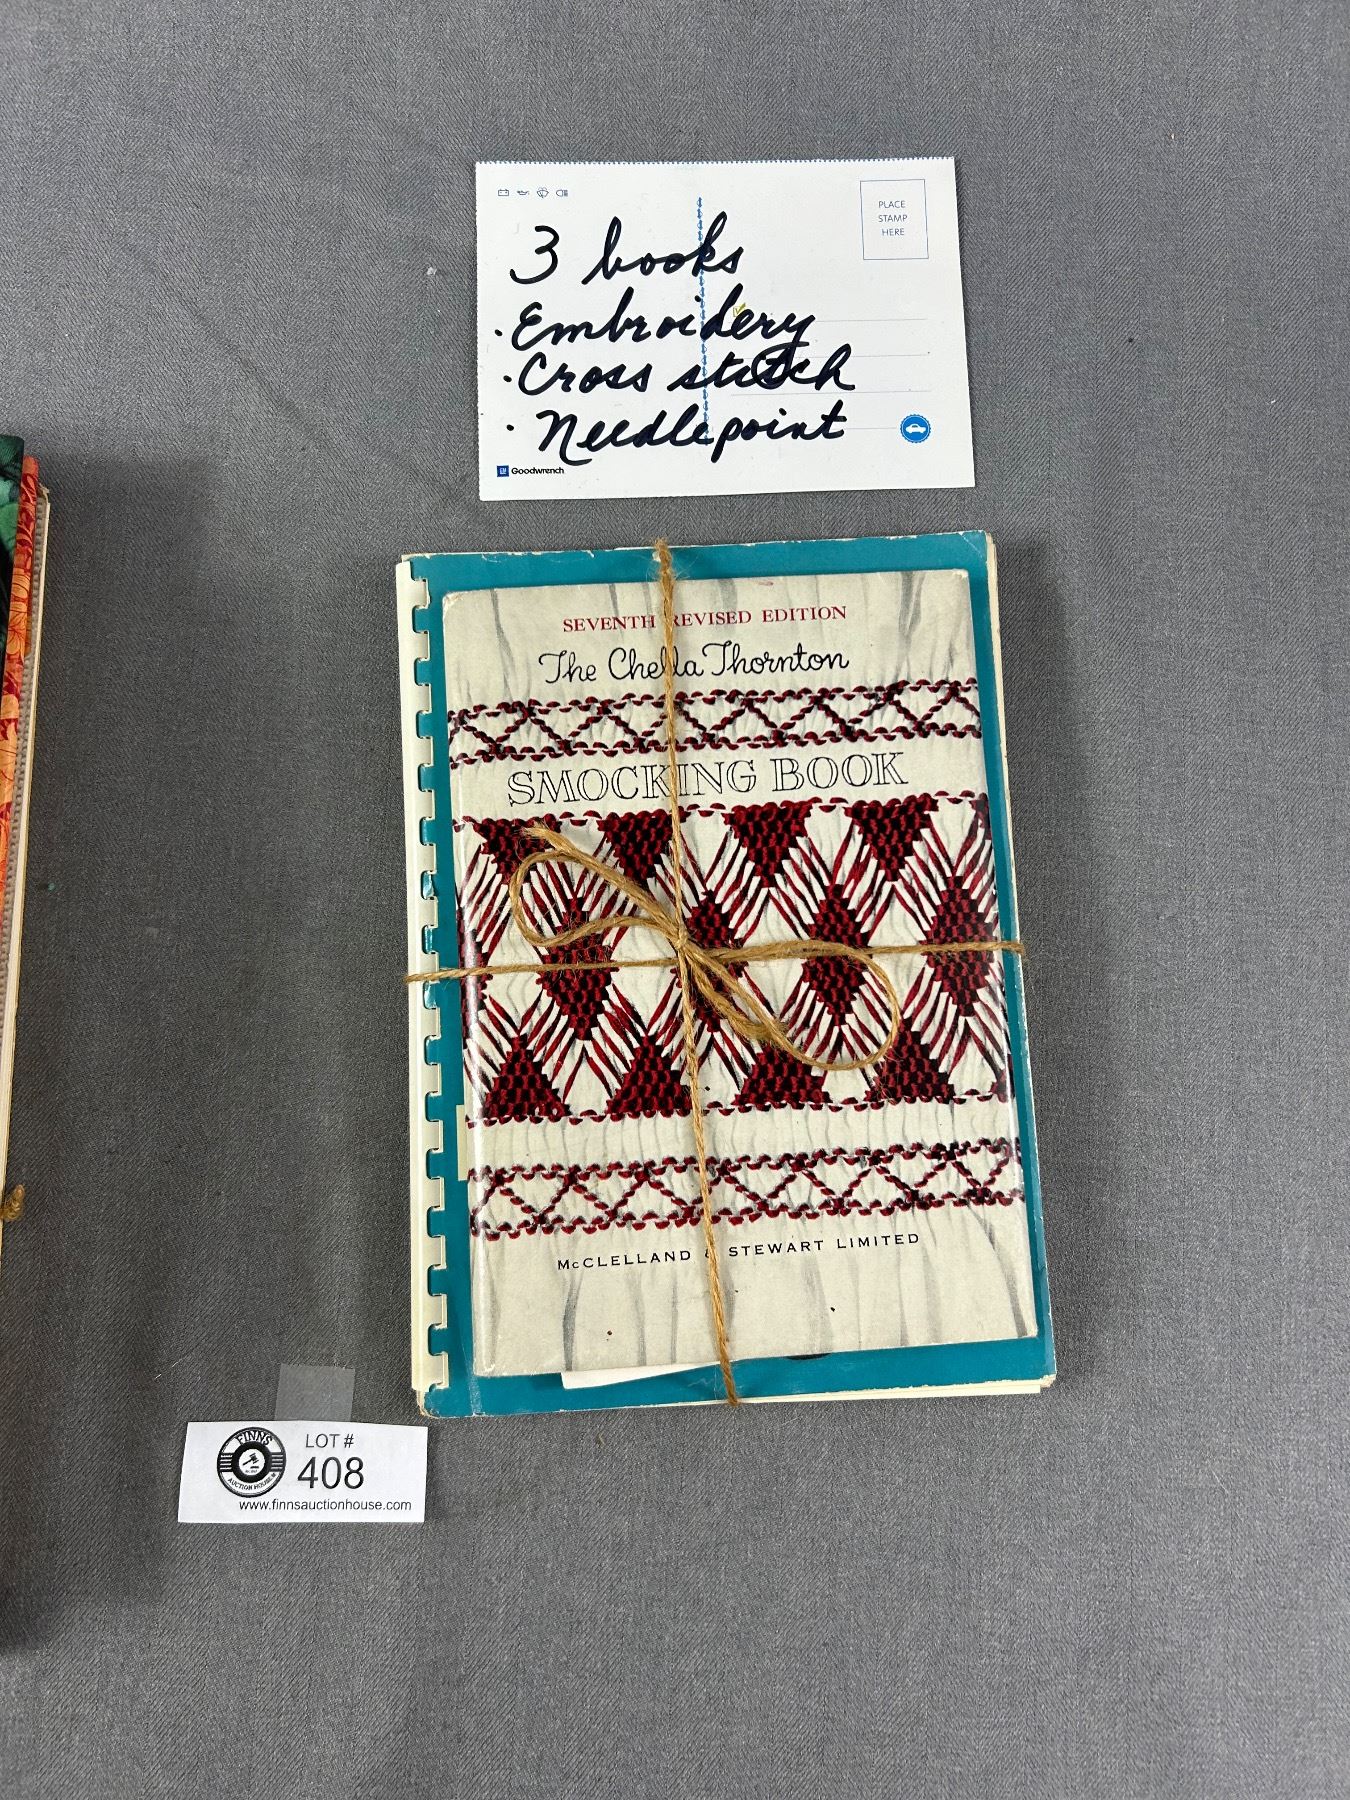 PLACE
STAMP
HERE
3 books
· Embroidery
· Cross stitch
· Needlepoint
GM Goodwrench
SEVENTH REVISED EDITION
The Chella Thornton
SMOCKING BOOK
McCLELLAND & STEWART LIMITED
FINNS
AUCTION HOUSE
LOT #
408
www.finnsauctionhouse.com